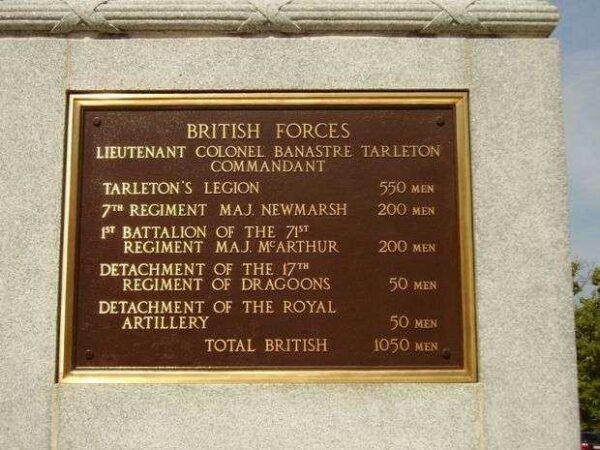 BRITISH FORCES
LIEUTENANT COLONEL BANASTRE TARLETON
COMMANDANT
TARLETON'S LEGION 550 MEN
7TH REGIMENT MAJ. NEWMARSH 200 MEN
1ST BATTALION OF THE 71ST
REGIMENT MAJ. MCARTHUR 200 MEN
DETACHMENT OF THE 17TH
REGIMENT OF DRAGOONS 50 MEN
DETACHMENT OF THE ROYAL
ARTILLERY 50 MEN
TOTAL BRITISH 1050 MEN